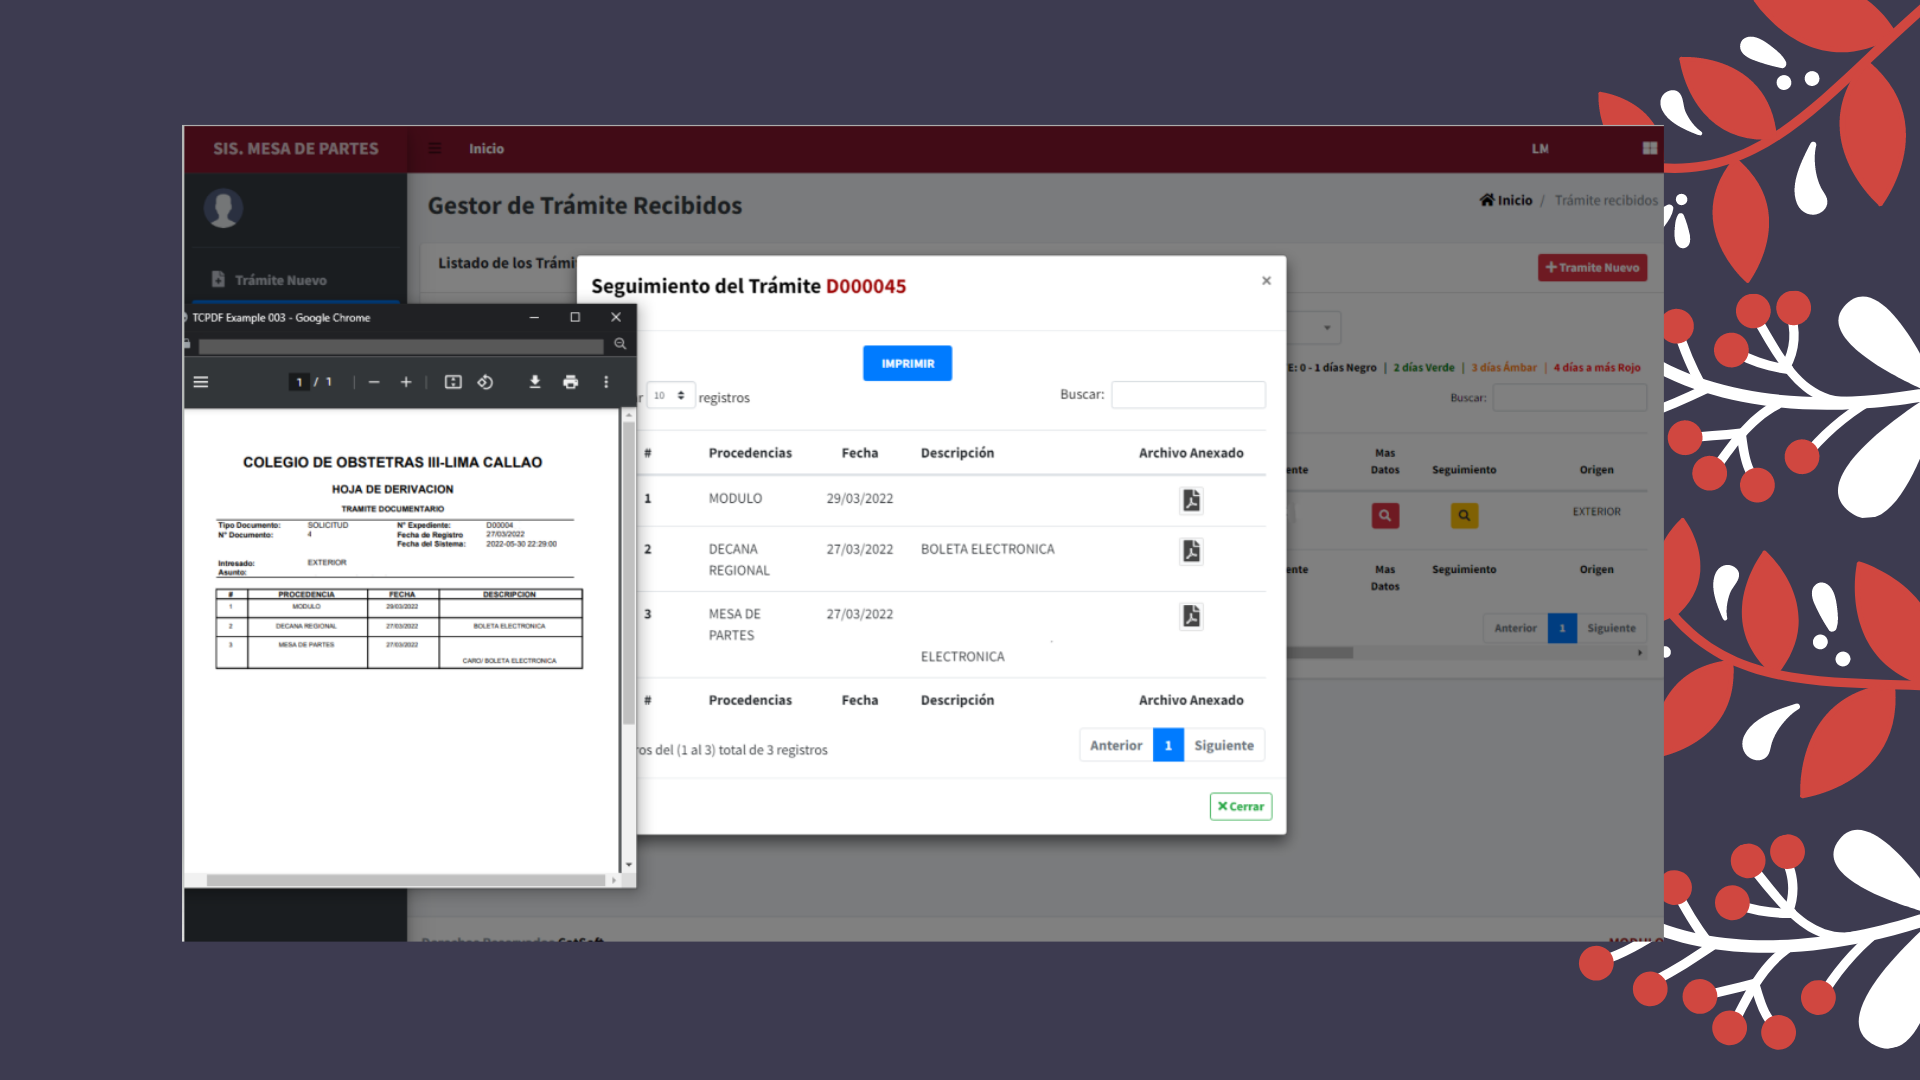 SIS. MESA DE PARTES
Inicio
LM
Gestor de Trámite Recibidos
Inicio / Trámite recibidos
Trámite Nuevo
Listado de los
Tramite Nuevo
Seguimiento del Trámite D000045
×
IMPRIMIR
10 registros
Buscar:
0 - 1 días Negro | 2 días Verde | 3 días Ámbar | 4 días a más Rojo
Buscar:
# Procedencias Fecha Descripción Archivo Anexado
1 MODULO 29/03/2022
2 DECANA REGIONAL 27/03/2022 BOLETA ELECTRONICA
3 MESA DE PARTES 27/03/2022 ELECTRONICA
# Procedencias Fecha Descripción Archivo Anexado
del (1 al 3) total de 3 registros
Anterior 1 Siguiente
Cerrar
Mas Datos Seguimiento Origen
EXTERIOR
Mas Datos Seguimiento Origen
Anterior 1 Siguiente
TCPDF Example 003 - Google Chrome
1 / 1
COLEGIO DE OBSTETRAS III-LIMA CALLAO
HOJA DE DERIVACION
TRAMITE DOCUMENTARIO
Tipo Documento: SOLICITUD N° Expediente: D00004
N° Documento: 4 Fecha de Registro 27/03/2022
Fecha del Sistema: 2022-05-30 22:29:00
Intresado: EXTERIOR
Asunto:
# PROCEDENCIA FECHA DESCRIPCION
1 MODULO 29/03/2022
2 DECANA REGIONAL 27/03/2022 BOLETA ELECTRONICA
3 MESA DE PARTES 27/03/2022
CARO/ BOLETA ELECTRONICA